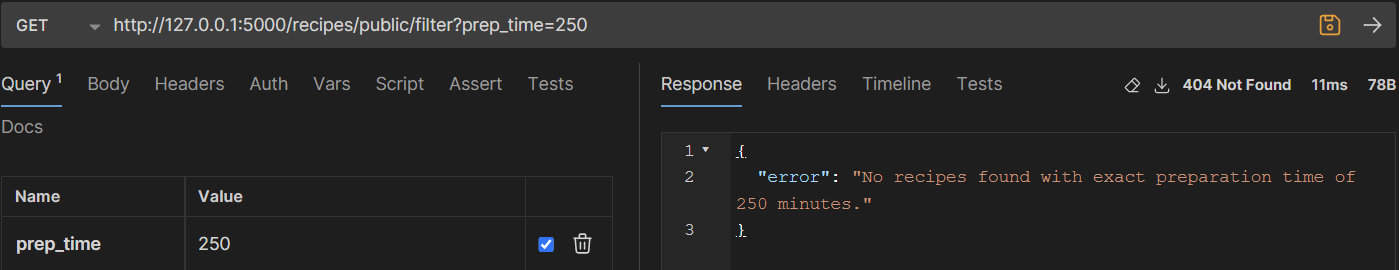 GET http://127.0.0.1:5000/recipes/public/filter?prep_time=250
Query 1 Body Headers Auth Vars Script Assert Tests
Docs
Name Value
prep_time 250
Response Headers Timeline Tests 404 Not Found 11ms 78B
1 {
2 "error": "No recipes found with exact preparation time of
250 minutes."
3 }